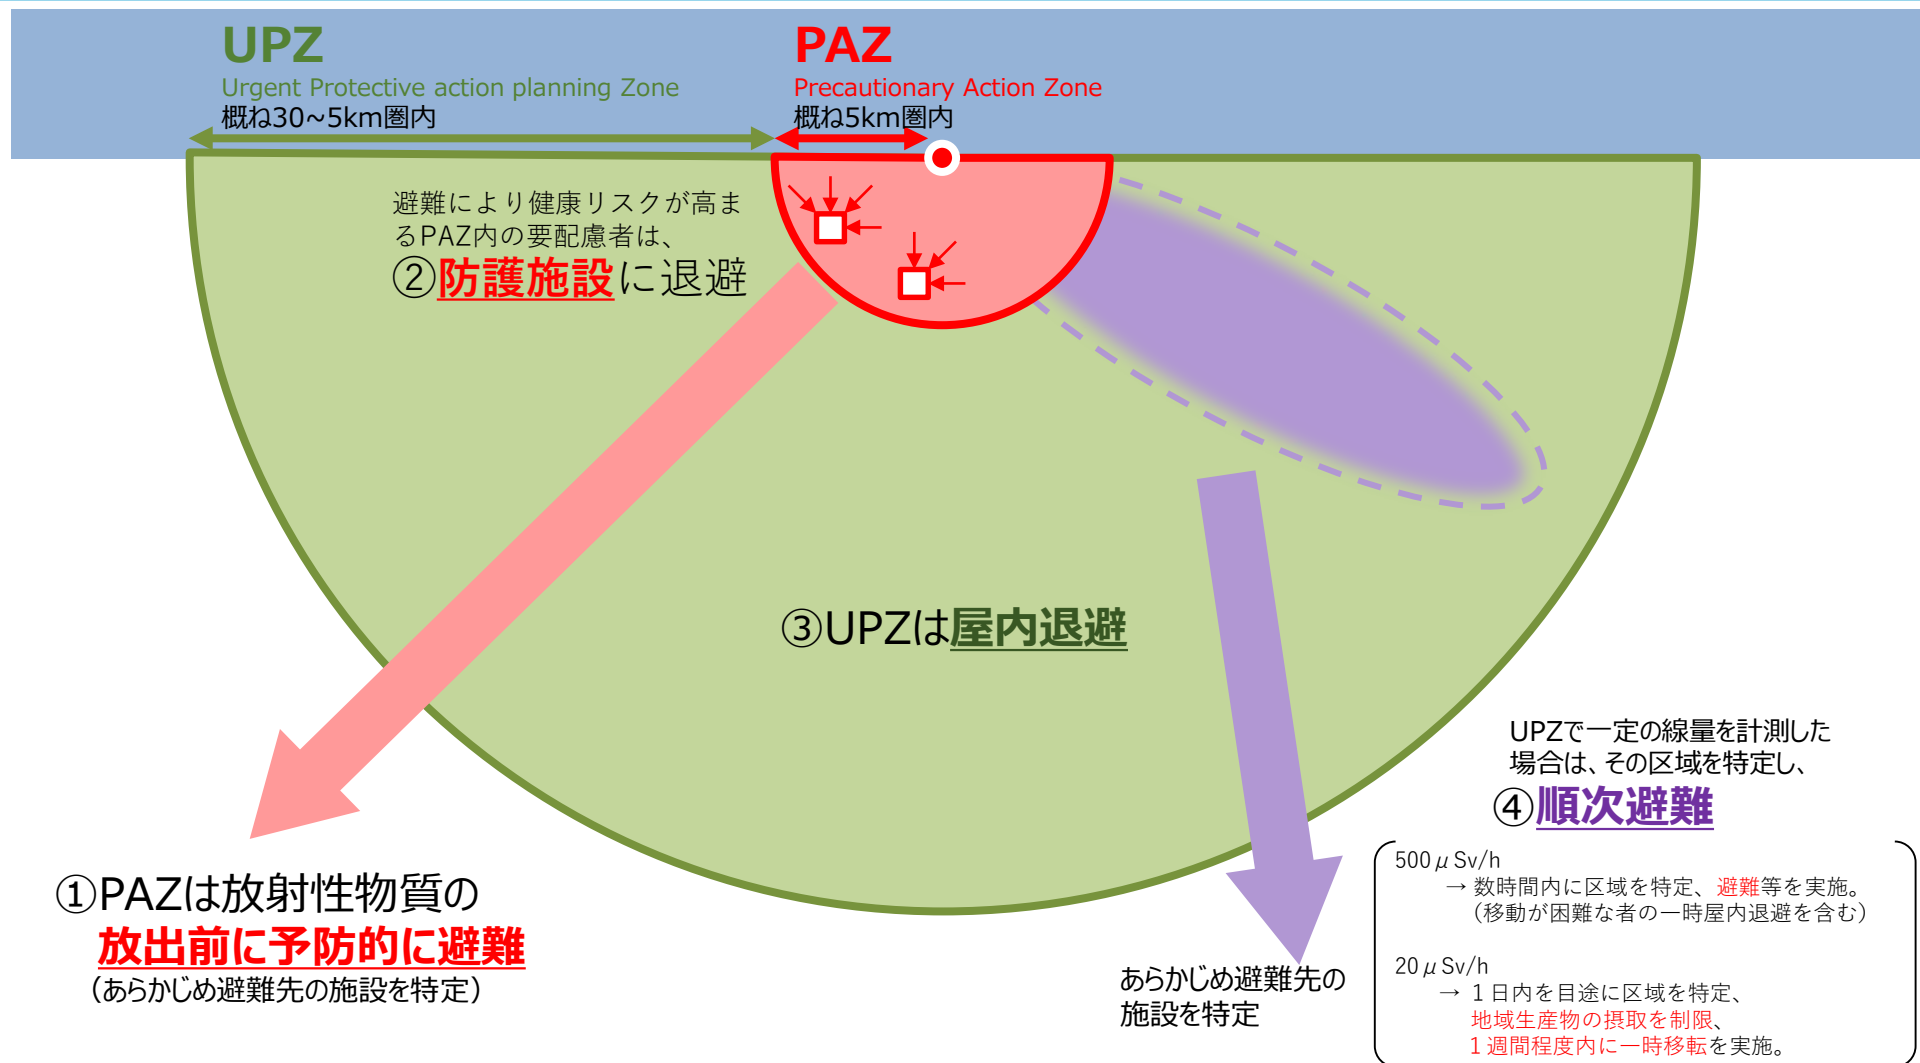 UPZ
Urgent Protective action planning Zone
概ね30~5km圏内
PAZ
Precautionary Action Zone
概ね5km圏内
避難により健康リスクが高ま
るPAZ内の要配慮者は、
②防護施設に退避
③UPZは屋内退避
①PAZは放射性物質の
放出前に予防的に避難
（あらかじめ避難先の施設を特定）
あらかじめ避難先の
施設を特定
UPZで一定の線量を計測した
場合は、その区域を特定し、
④順次避難
500μSv/h
→ 数時間内に区域を特定、避難等を実施。
（移動が困難な者の一時屋内退避を含む）
20μSv/h
→ １日内を目途に区域を特定、
地域生産物の摂取を制限、
１週間程度内に一時移転を実施。